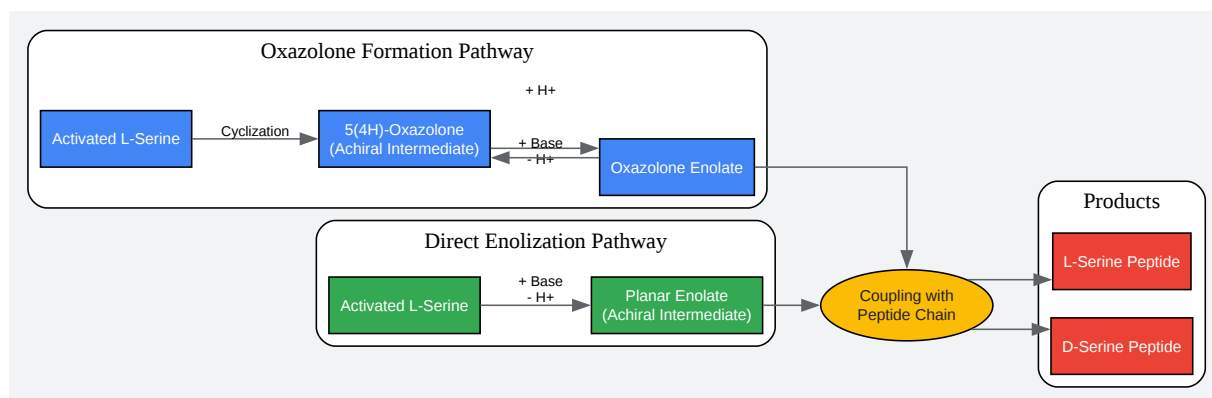 Oxazolone Formation Pathway
+ H+
Activated L-Serine
Cyclization
5(4H)-Oxazolone
(Achiral Intermediate)
+ Base
- H+
Oxazolone Enolate
Direct Enolization Pathway
Activated L-Serine
+ Base
- H+
Planar Enolate
(Achiral Intermediate)
Coupling with
Peptide Chain
Products
L-Serine Peptide
D-Serine Peptide